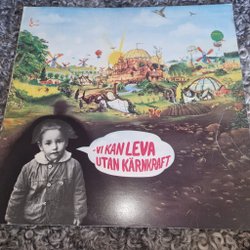 -VI KAN LEVA
UTAN KÄRNKRAFT